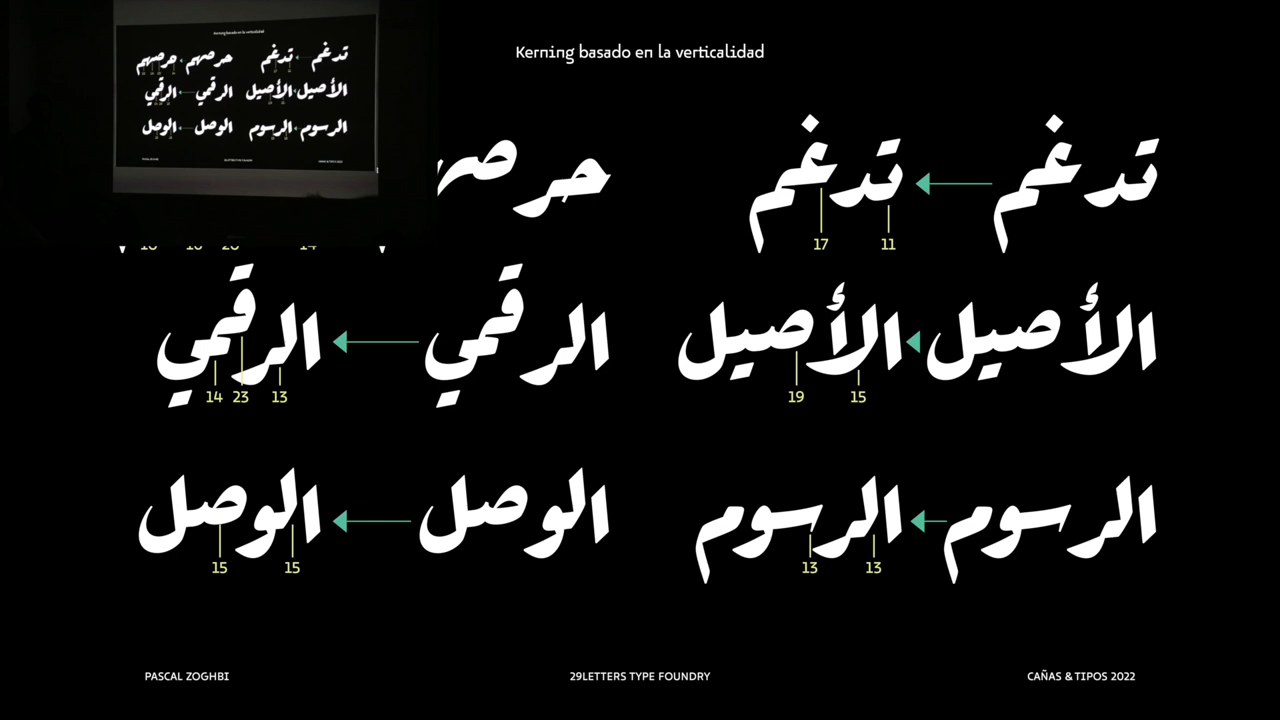 Kerning basado en la verticalidad
تدغم تدغم
17 11
الأصيل الأصيل الرقمي الرقمي
14 23 13 19 15
الرسوم الرسوم الوصل الوصل
15 15 13 13
PASCAL ZOGHBI 29LETTERS TYPE FOUNDRY CAÑAS & TIPOS 2022